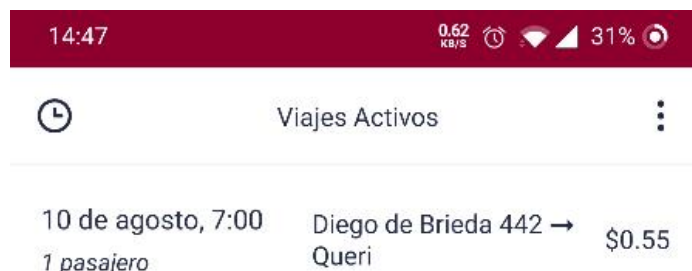 14:47 0.62 KB/S 31%
Viajes Activos
10 de agosto, 7:00 Diego de Brieda 442 → $0.55
1 pasajero Queri